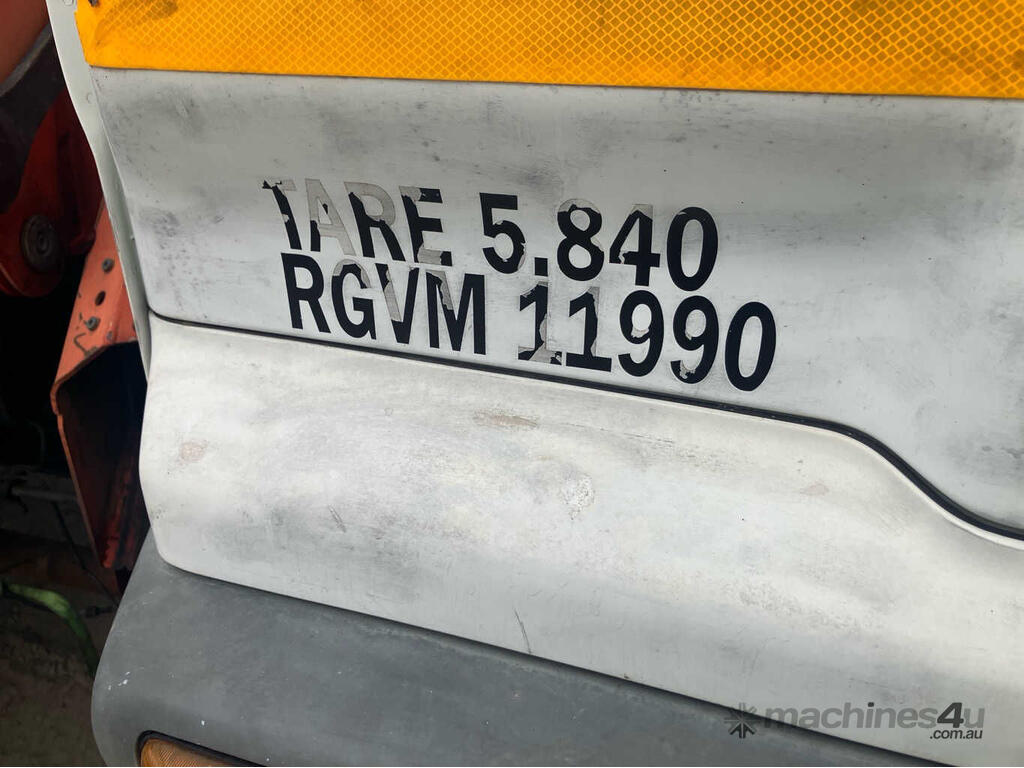 TARE 5.840
RGVM 11990
machines4u
.com.au